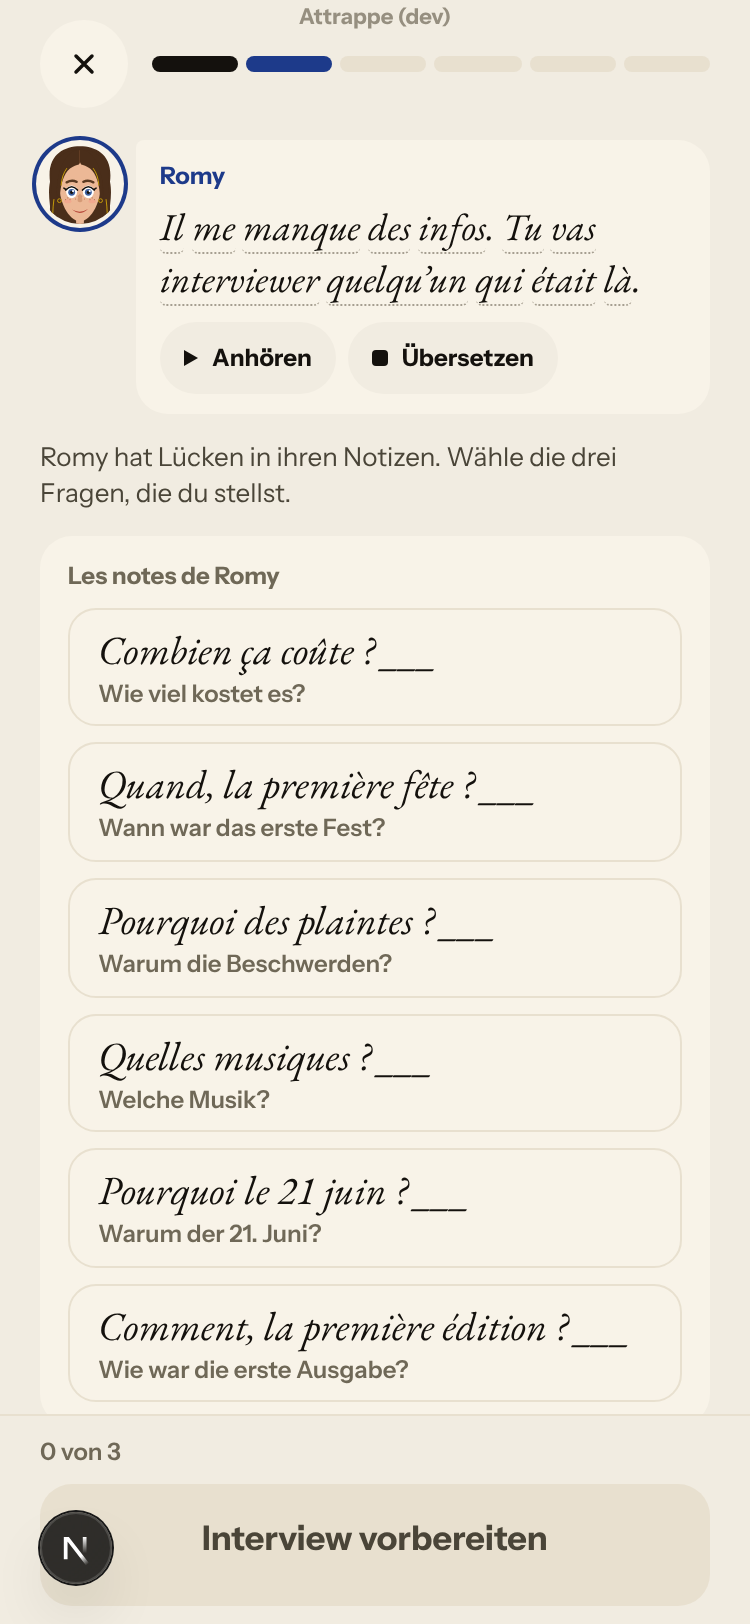 Attrappe (dev)
Romy
Il me manque des infos. Tu vas
interviewer quelqu’un qui était là.
Anhören
Übersetzen
Romy hat Lücken in ihren Notizen. Wähle die drei
Fragen, die du stellst.
Les notes de Romy
Combien ça coûte ?___
Wie viel kostet es?
Quand, la première fête ?___
Wann war das erste Fest?
Pourquoi des plaintes ?___
Warum die Beschwerden?
Quelles musiques ?___
Welche Musik?
Pourquoi le 21 juin ?___
Warum der 21. Juni?
Comment, la première édition ?___
Wie war die erste Ausgabe?
0 von 3
N
Interview vorbereiten